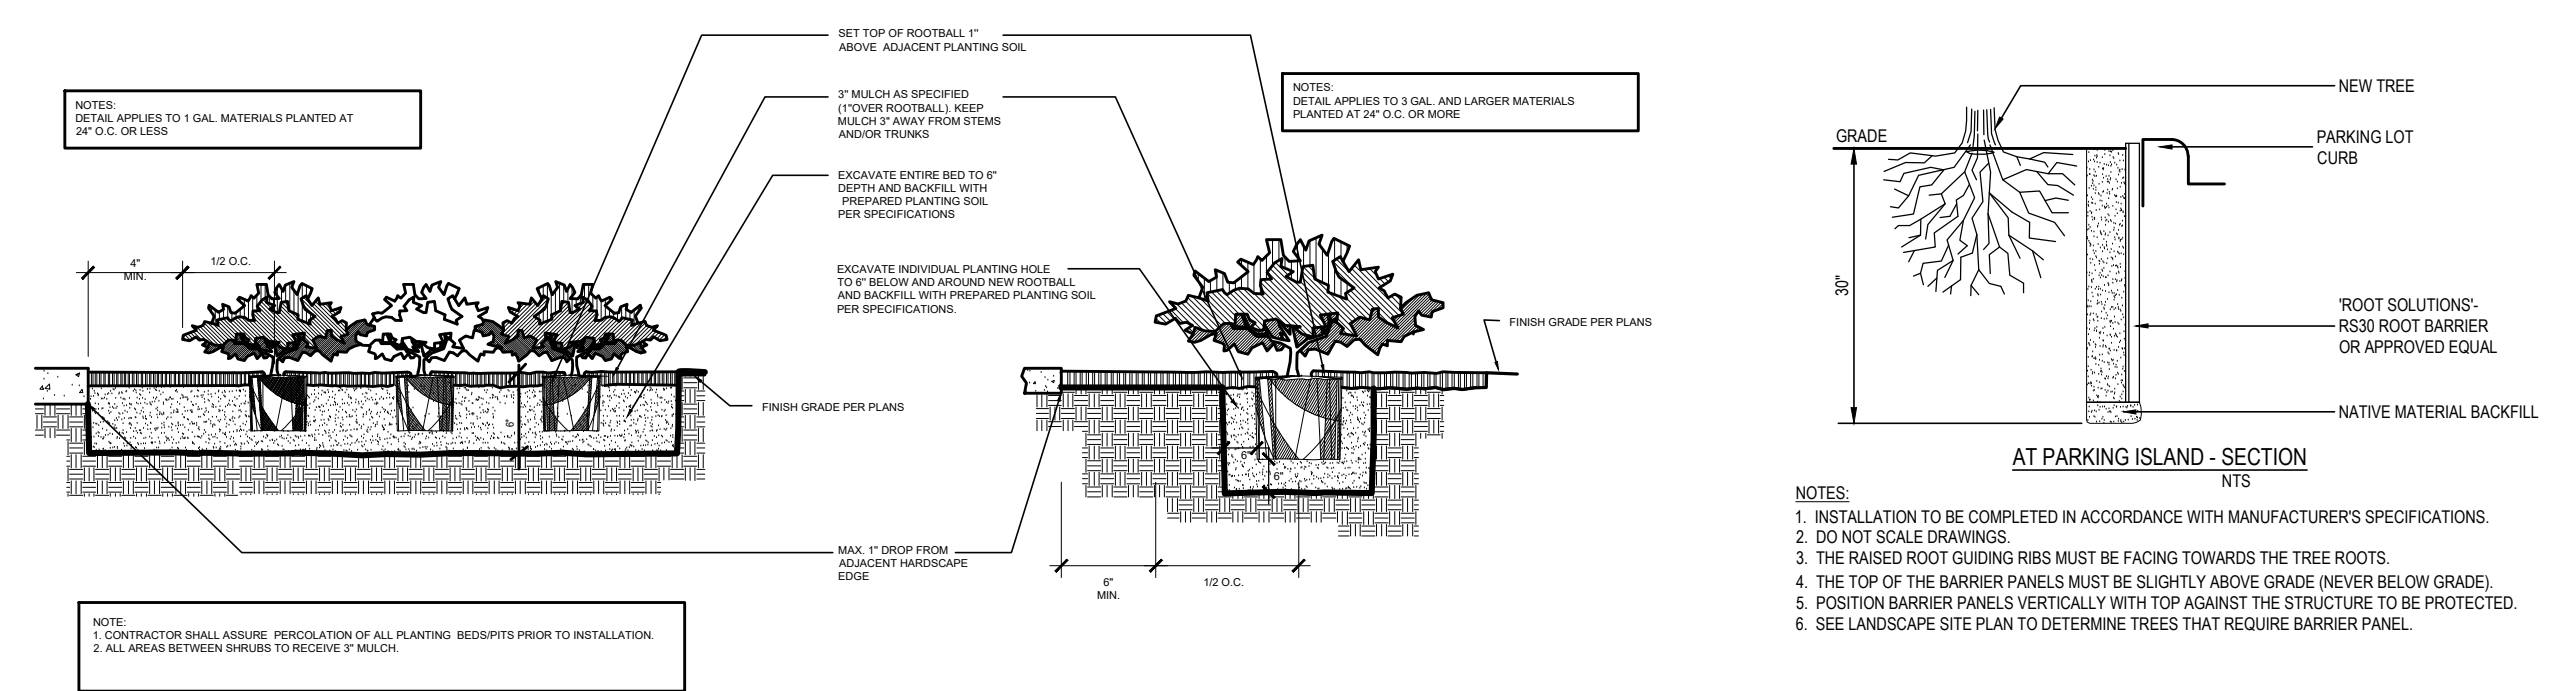 NOTES:
DETAIL APPLIES TO 1 GAL. MATERIALS PLANTED AT
24" O.C. OR LESS
SET TOP OF ROOTBALL 1"
ABOVE ADJACENT PLANTING SOIL
3" MULCH AS SPECIFIED
(1"OVER ROOTBALL). KEEP
MULCH 3" AWAY FROM STEMS
AND/OR TRUNKS
EXCAVATE ENTIRE BED TO 6"
DEPTH AND BACKFILL WITH
PREPARED PLANTING SOIL
PER SPECIFICATIONS
EXCAVATE INDIVIDUAL PLANTING HOLE
TO 6" BELOW AND AROUND NEW ROOTBALL
AND BACKFILL WITH PREPARED PLANTING SOIL
PER SPECIFICATIONS.
4"
MIN.
1/2 O.C.
6"
FINISH GRADE PER PLANS
MAX. 1" DROP FROM
ADJACENT HARDSCAPE
EDGE
NOTE:
1. CONTRACTOR SHALL ASSURE PERCOLATION OF ALL PLANTING BEDS/PITS PRIOR TO INSTALLATION.
2. ALL AREAS BETWEEN SHRUBS TO RECEIVE 3" MULCH.
NOTES:
DETAIL APPLIES TO 3 GAL. AND LARGER MATERIALS
PLANTED AT 24" O.C. OR MORE
FINISH GRADE PER PLANS
6"
6"
6"
MIN.
1/2 O.C.
NEW TREE
GRADE
PARKING LOT
CURB
30"
'ROOT SOLUTIONS'-
RS30 ROOT BARRIER
OR APPROVED EQUAL
NATIVE MATERIAL BACKFILL
AT PARKING ISLAND - SECTION
NTS
NOTES:
1. INSTALLATION TO BE COMPLETED IN ACCORDANCE WITH MANUFACTURER'S SPECIFICATIONS.
2. DO NOT SCALE DRAWINGS.
3. THE RAISED ROOT GUIDING RIBS MUST BE FACING TOWARDS THE TREE ROOTS.
4. THE TOP OF THE BARRIER PANELS MUST BE SLIGHTLY ABOVE GRADE (NEVER BELOW GRADE).
5. POSITION BARRIER PANELS VERTICALLY WITH TOP AGAINST THE STRUCTURE TO BE PROTECTED.
6. SEE LANDSCAPE SITE PLAN TO DETERMINE TREES THAT REQUIRE BARRIER PANEL.